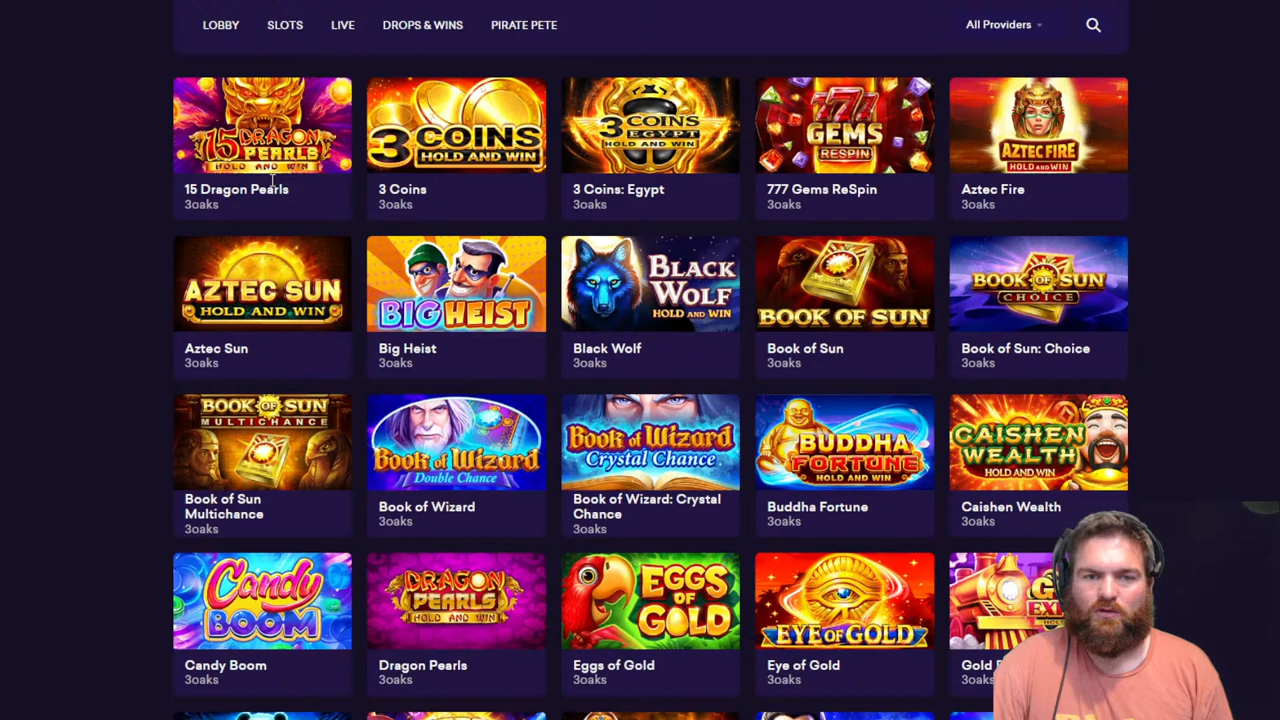 LOBBY
SLOTS
LIVE
DROPS & WINS
PIRATE PETE
All Providers
15 DRAGON
PEARLS
HOLD AND WIN
3 COINS
HOLD AND WIN
3 COINS
EGYPT
HOLD AND WIN
777
GEMS
RESPIN
AZTEC FIRE
HOLD AND WIN
15 Dragon Pearls
3oaks
3 Coins
3oaks
3 Coins: Egypt
3oaks
777 Gems ReSpin
3oaks
Aztec Fire
3oaks
AZTEC SUN
HOLD AND WIN
BIG HEIST
BLACK
WOLF
HOLD AND WIN
BOOK OF SUN
BOOK OF SUN
CHOICE
Aztec Sun
3oaks
Big Heist
3oaks
Black Wolf
3oaks
Book of Sun
3oaks
Book of Sun: Choice
3oaks
BOOK OF SUN
MULTICHANCE
Book of Wizard
Double Chance
Book of Wizard
Crystal Chance
BUDDHA
FORTUNE
HOLD AND WIN
CAISHEN
WEALTH
HOLD AND WIN
Book of Sun
Multichance
3oaks
Book of Wizard
3oaks
Book of Wizard: Crystal
Chance
3oaks
Buddha Fortune
3oaks
Caishen Wealth
3oaks
Candy
BOOM
DRAGON
PEARLS
HOLD AND WIN
EGGS
OF
GOLD
EYE OF GOLD
Candy Boom
3oaks
Dragon Pearls
3oaks
Eggs of Gold
3oaks
Eye of Gold
3oaks
Gold
3oaks